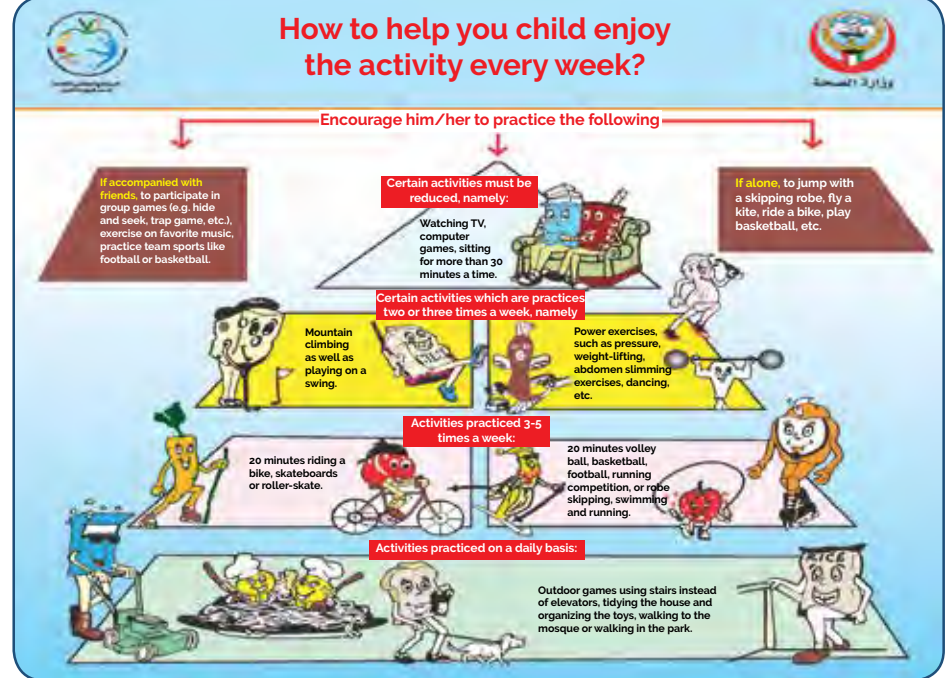 How to help you child enjoy
the activity every week?
وزارة الصحة
Encourage him/her to practice the following
If accompanied with
friends, to participate in
group games (e.g. hide
and seek, trap game, etc.),
exercise on favorite music,
practice team sports like
football or basketball.
Certain activities must be
reduced, namely:
Watching TV,
computer
games, sitting
for more than 30
minutes a time.
If alone, to jump with
a skipping robe, fly a
kite, ride a bike, play
basketball, etc.
Certain activities which are practices
two or three times a week, namely
Mountain
climbing
as well as
playing on a
swing.
Power exercises,
such as pressure,
weight-lifting,
abdomen slimming
exercises, dancing,
etc.
Activities practiced 3-5
times a week:
20 minutes riding a
bike, skateboards
or roller-skate.
20 minutes volley
ball, basketball,
football, running
competition, or robe
skipping, swimming
and running.
Activities practiced on a daily basis:
Outdoor games using stairs instead
of elevators, tidying the house and
organizing the toys, walking to the
mosque or walking in the park.
RICE